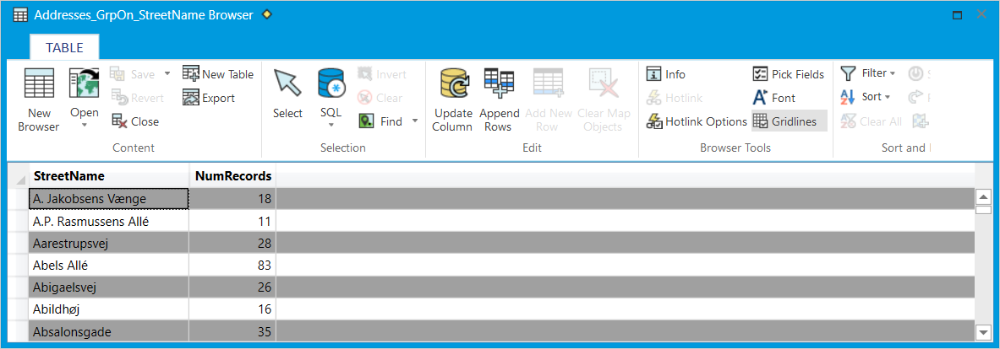 Addresses_GrpOn_StreetName Browser
TABLE
New Browser
Open
Save
Revert
Close
New Table
Export
Content
Select
SQL
Invert
Clear
Find
Selection
Update Column
Append Rows
Add New Row
Clear Map Objects
Edit
Info
Hotlink
Hotlink Options
Pick Fields
Font
Gridlines
Browser Tools
Filter
Sort
Clear All
Sort and
StreetName NumRecords
A. Jakobsens Vænge 18
A.P. Rasmussens Allé 11
Aarestrupsvej 28
Abels Allé 83
Abigaelsvej 26
Abildhøj 16
Absalonsgade 35